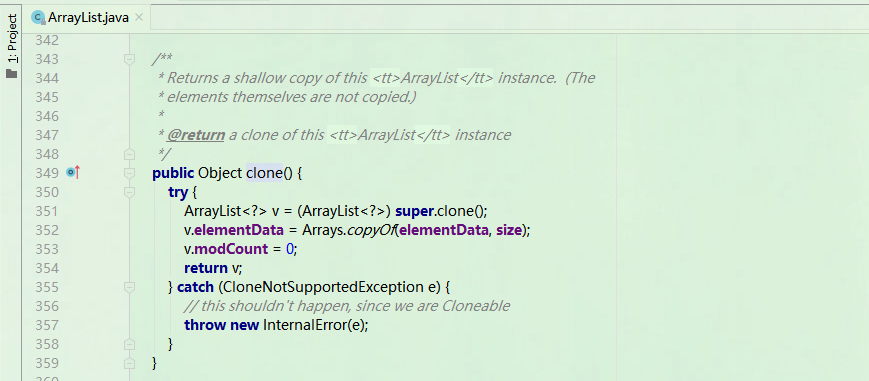 1: Project
ArrayList.java
342
343 /**
344 * Returns a shallow copy of this <tt>ArrayList</tt> instance. (The
345 * elements themselves are not copied.)
346 *
347 * @return a clone of this <tt>ArrayList</tt> instance
348 */
349 public Object clone() {
350 try {
351 ArrayList<?> v = (ArrayList<?>) super.clone();
352 v.elementData = Arrays.copyOf(elementData, size);
353 v.modCount = 0;
354 return v;
355 } catch (CloneNotSupportedException e) {
356 // this shouldn't happen, since we are Cloneable
357 throw new InternalError(e);
358 }
359 }
360